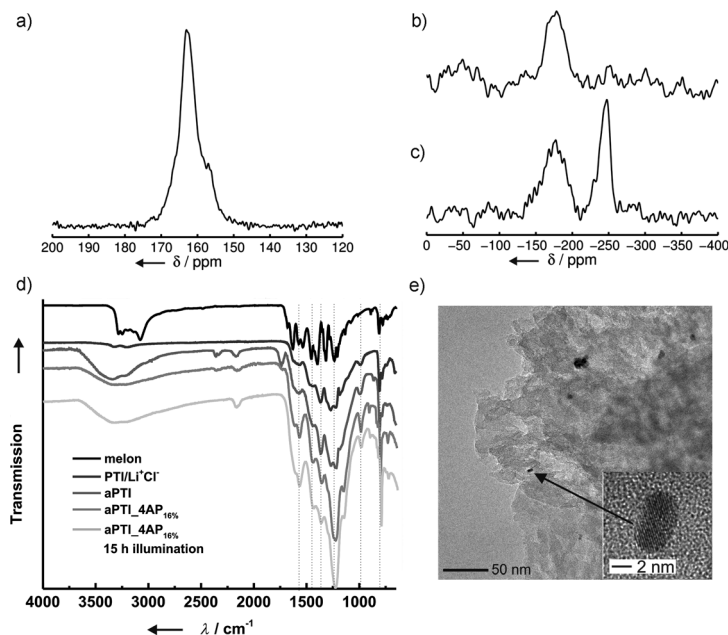 a)
200 190 180 170 160 150 140 130 120
δ / ppm
b)
c)
0 −50 −100 −150 −200 −250 −300 −350 −400
δ / ppm
d)
Transmission
melon
PTI/Li⁺Cl⁻
aPTI
aPTI_4AP₁₆%
aPTI_4AP₁₆%
15 h illumination
4000 3500 3000 2500 2000 1500 1000
λ / cm⁻¹
e)
50 nm
2 nm